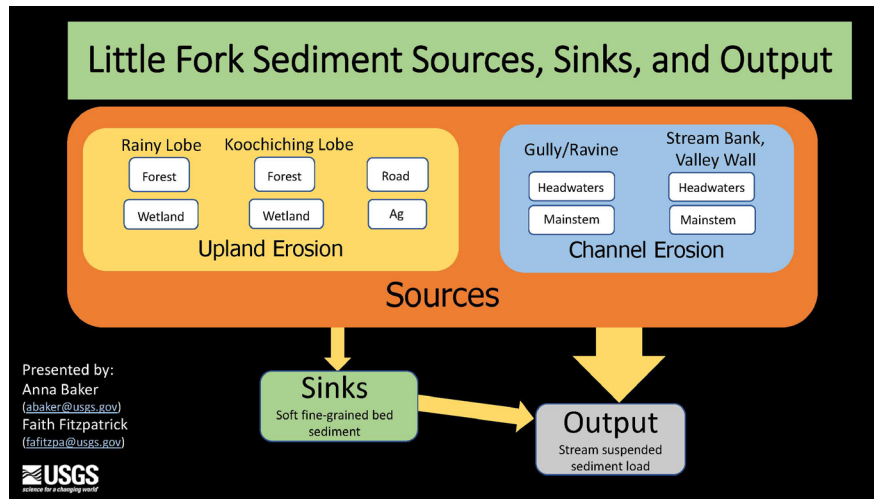 Little Fork Sediment Sources, Sinks, and Output
Rainy Lobe
Koochiching Lobe
Forest
Forest
Road
Wetland
Wetland
Ag
Upland Erosion
Gully/Ravine
Stream Bank,
Valley Wall
Headwaters
Headwaters
Mainstem
Mainstem
Channel Erosion
Sources
Sinks
Soft fine-grained bed
sediment
Output
Stream suspended
sediment load
Presented by:
Anna Baker
(abaker@usgs.gov)
Faith Fitzpatrick
(fafitzpa@usgs.gov)
USGS
science for a changing world